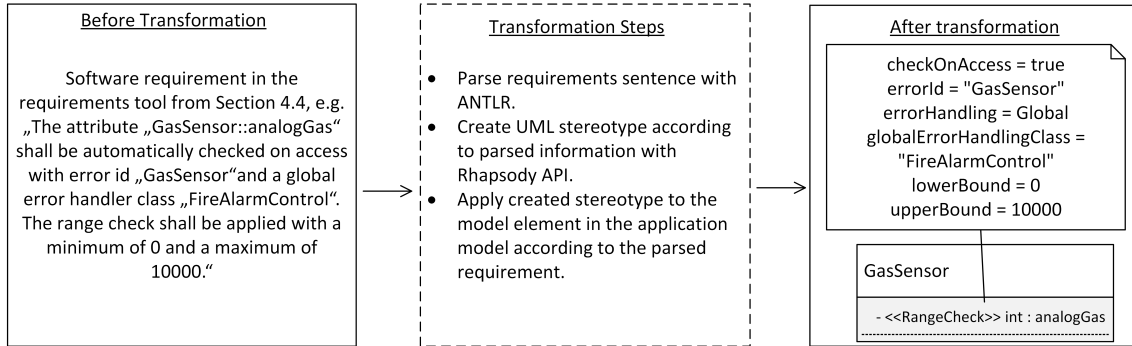 Before Transformation
Software requirement in the
requirements tool from Section 4.4, e.g.
„The attribute „GasSensor::analogGas“
shall be automatically checked on access
with error id „GasSensor“and a global
error handler class „FireAlarmControl“.
The range check shall be applied with a
minimum of 0 and a maximum of
10000.“
Transformation Steps
• Parse requirements sentence with
ANTLR.
• Create UML stereotype according
to parsed information with
Rhapsody API.
• Apply created stereotype to the
model element in the application
model according to the parsed
requirement.
After transformation
checkOnAccess = true
errorId = "GasSensor"
errorHandling = Global
globalErrorHandlingClass =
"FireAlarmControl"
lowerBound = 0
upperBound = 10000
GasSensor
- <<RangeCheck>> int : analogGas